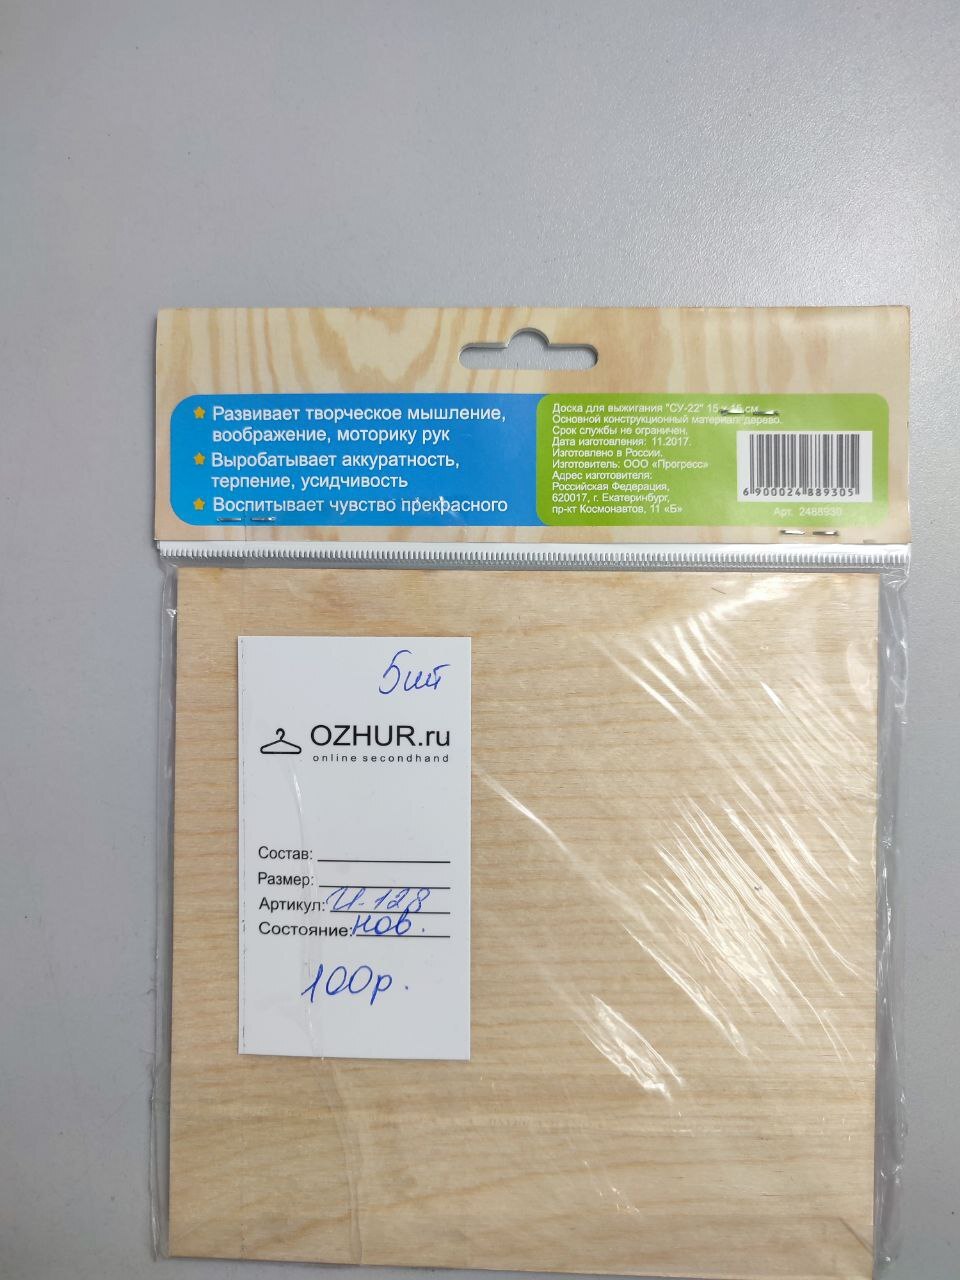 Развивает творческое мышление,
воображение, моторику рук
Выробатывает аккуратность,
терпение, усидчивость
Воспитывает чувство прекрасного
Доска для выжигания "СУ-22" 15 х 15 см
Основной конструкционный материал: дерево.
Срок службы не ограничен.
Дата изготовления: 11.2017.
Изготовлено в России.
Изготовитель: ООО «Прогресс»
Адрес изготовителя:
Российская Федерация,
620017, г. Екатеринбург,
пр-кт Космонавтов, 11 «Б»
6 900024 889305
Арт. 2488930
5 шт
OZHUR.ru
online secondhand
Состав:
Размер:
Артикул: И-128
Состояние: нов.
100р.